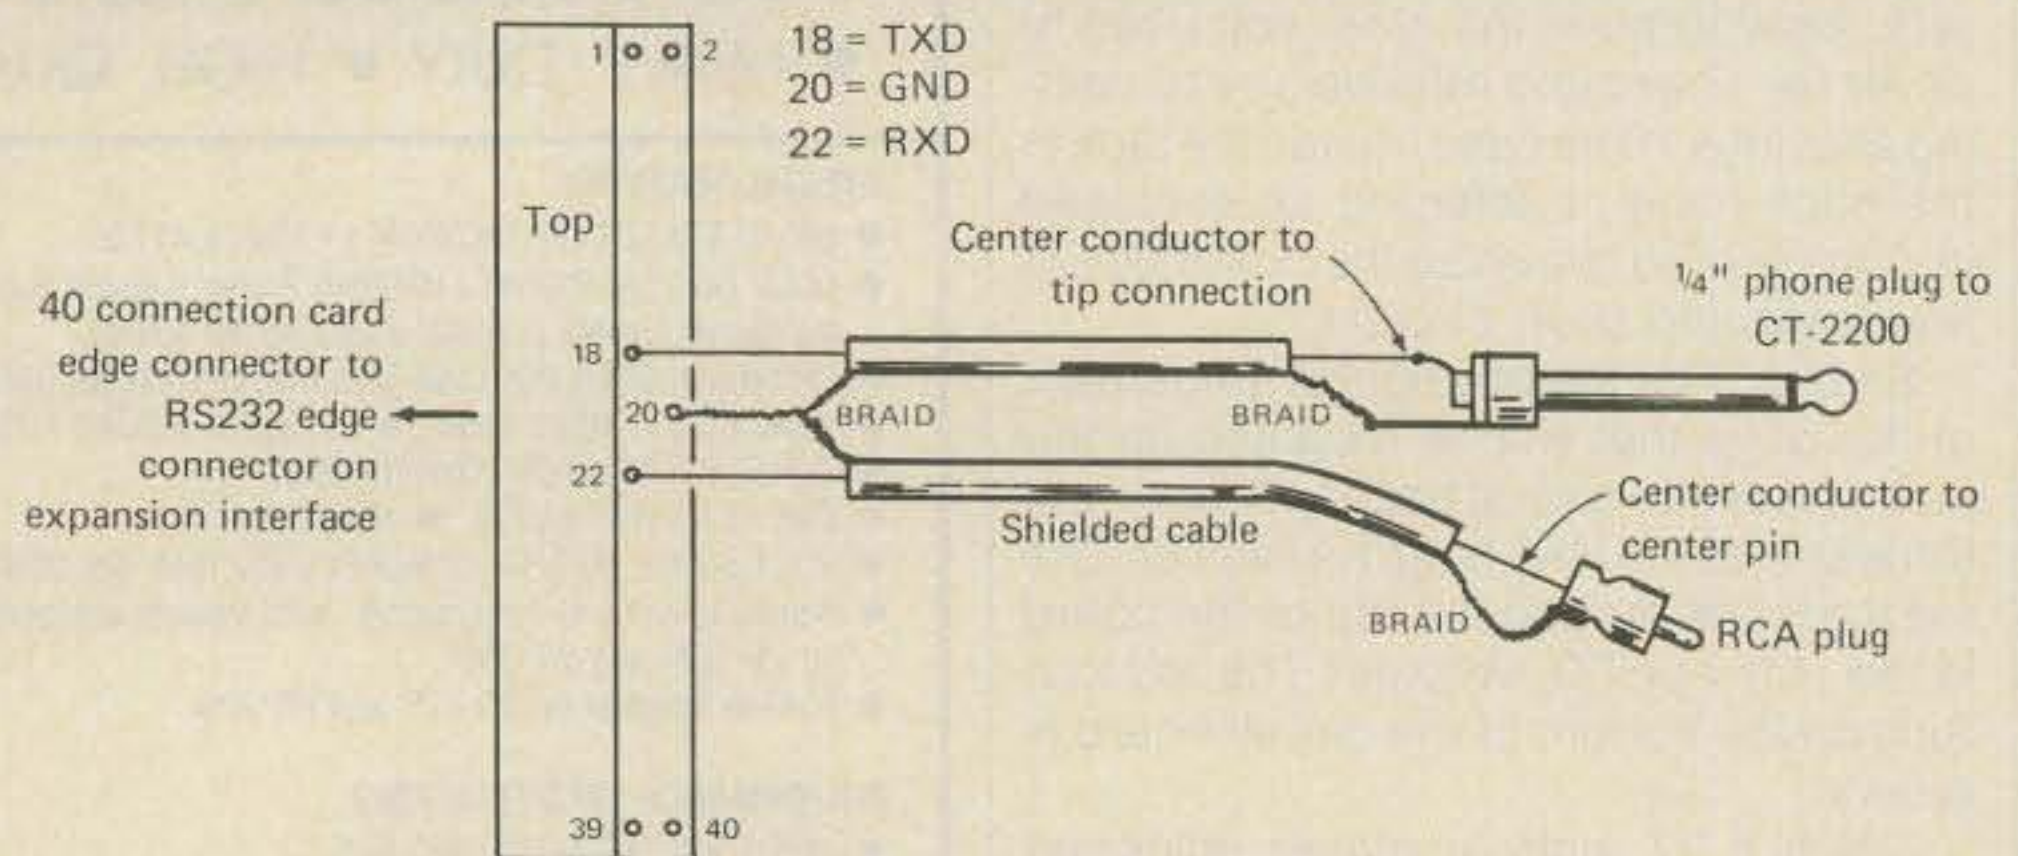 1
2
18 = TXD
20 = GND
22 = RXD
Top
Center conductor to
tip connection
1/4" phone plug to
CT-2200
40 connection card
edge connector to
RS232 edge
connector on
expansion interface
18
20
BRAID
BRAID
22
Shielded cable
Center conductor to
center pin
BRAID
RCA plug
39
40